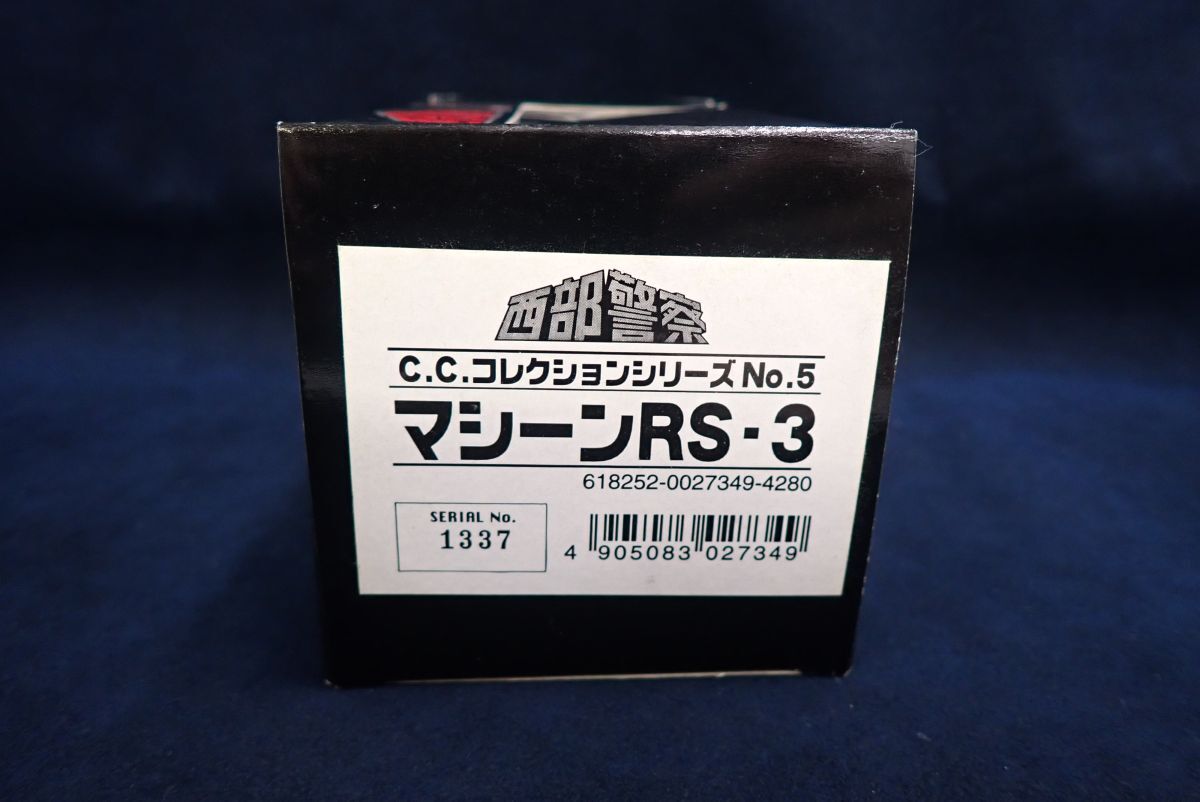 西部警察
C.C.コレクションシリーズ No.5
マシーンRS・3
618252-0027349-4280
SERIAL No.
1337
4 905083 027349